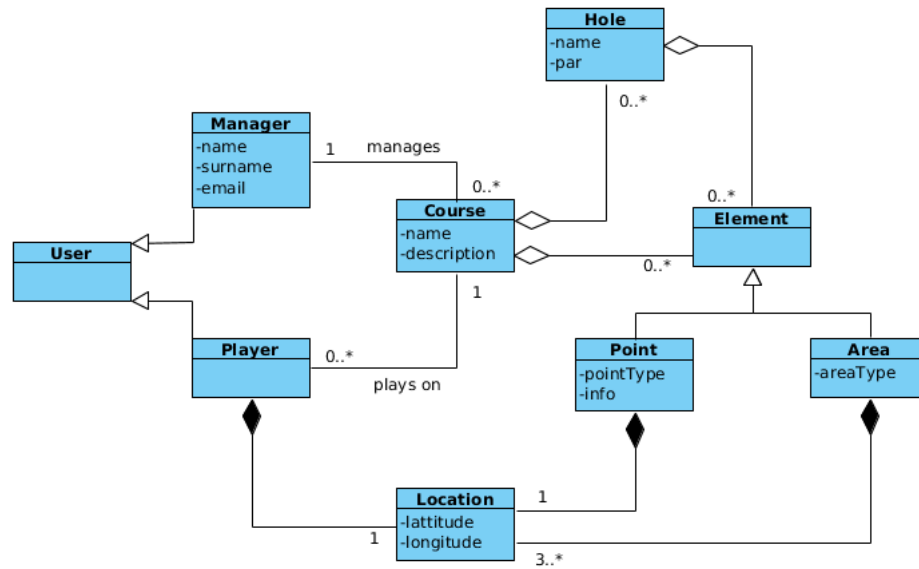 Hole
-name
-par
0..*
Manager
-name
-surname
-email
1
manages
0..*
Course
-name
-description
0..*
Element
0..*
User
1
Player
0..*
plays on
Point
-pointType
-info
Area
-areaType
Location
-lattitude
-longitude
1
1
3..*